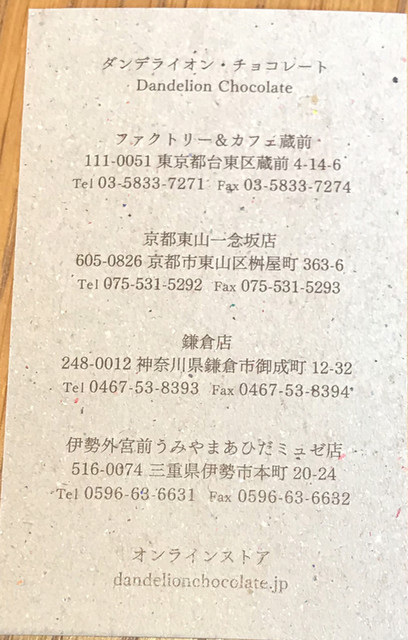 ダンデライオン・チョコレート
Dandelion Chocolate
ファクトリー＆カフェ蔵前
111-0051 東京都台東区蔵前 4-14-6
Tel 03-5833-7271 Fax 03-5833-7274
京都東山一念坂店
605-0826 京都市東山区桝屋町 363-6
Tel 075-531-5292 Fax 075-531-5293
鎌倉店
248-0012 神奈川県鎌倉市御成町 12-32
Tel 0467-53-8393 Fax 0467-53-8394
伊勢外宮前うみやまあひだミュゼ店
516-0074 三重県伊勢市本町 20-24
Tel 0596-63-6631 Fax 0596-63-6632
オンラインストア
dandelionchocolate.jp